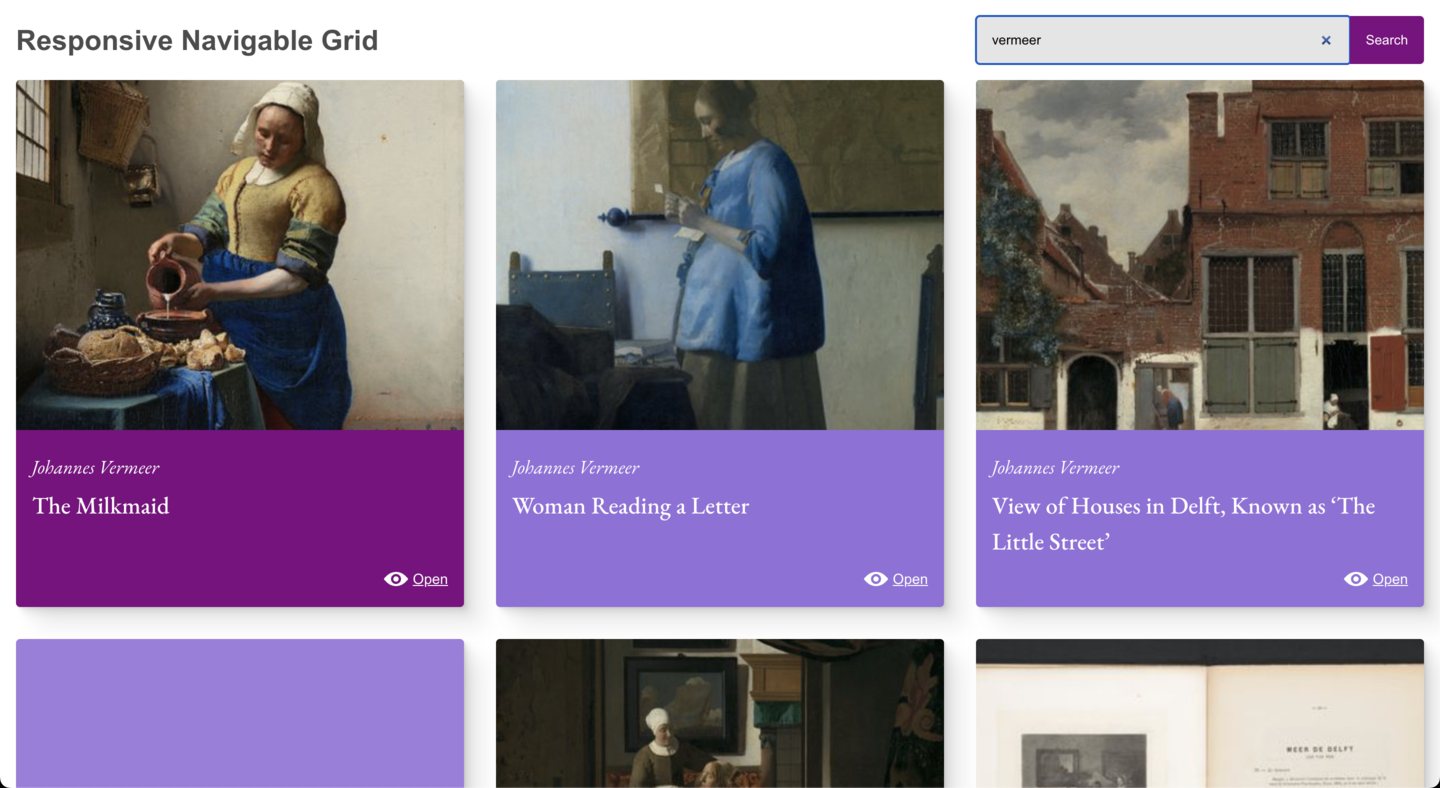 Responsive Navigable Grid
vermeer
Search
Johannes Vermeer
The Milkmaid
Open
Johannes Vermeer
Woman Reading a Letter
Open
Johannes Vermeer
View of Houses in Delft, Known as ‘The
Little Street’
Open
MEER DE DELFT